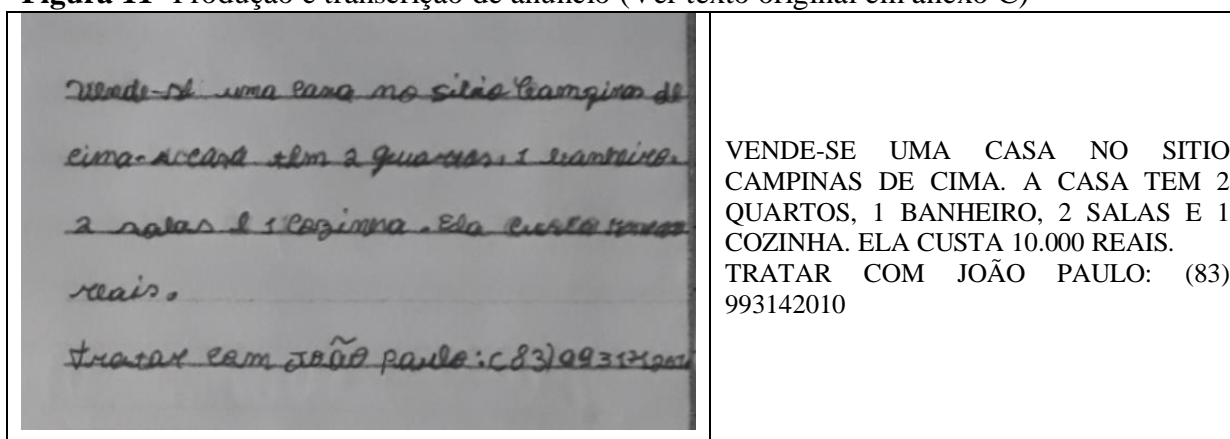 Figura 11- Produção e transcrição de anúncio (Ver texto original em anexo C)
Vende-se uma casa no sitio Campinas de
cima. A casa tem 2 quartos, 1 banheiro,
2 salas e 1 cozinha. Ela custa
reais.
tratar com João paulo: (83)
VENDE-SE UMA CASA NO SITIO
CAMPINAS DE CIMA. A CASA TEM 2
QUARTOS, 1 BANHEIRO, 2 SALAS E 1
COZINHA. ELA CUSTA 10.000 REAIS.
TRATAR COM JOÃO PAULO: (83)
993142010